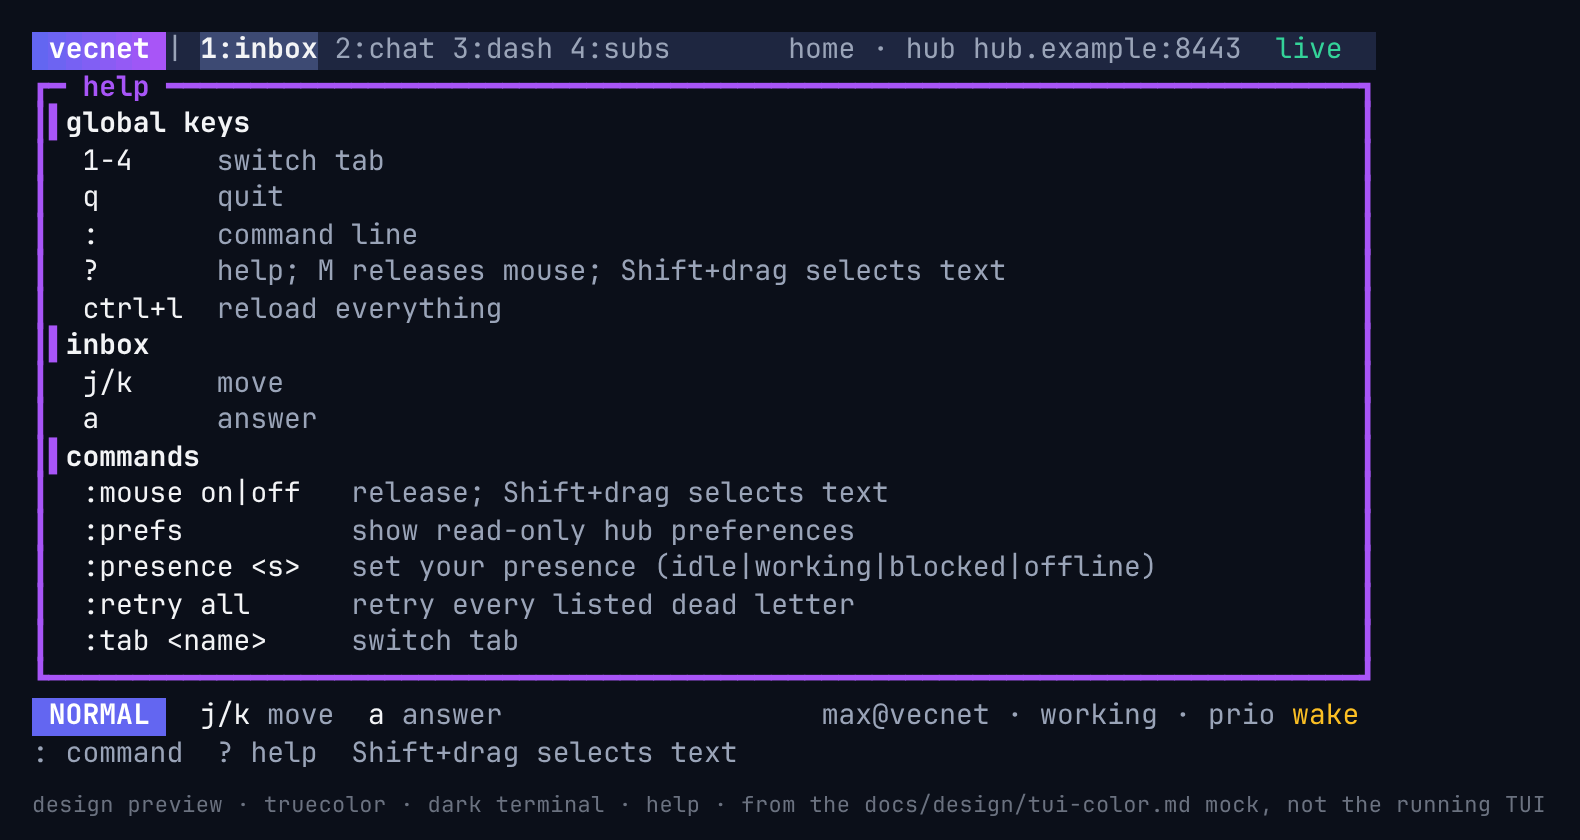 vecnet | 1:inbox 2:chat 3:dash 4:subs home · hub hub.example:8443 live
help
global keys
1-4 switch tab
q quit
: command line
? help; M releases mouse; Shift+drag selects text
ctrl+l reload everything
inbox
j/k move
a answer
commands
:mouse on|off release; Shift+drag selects text
:prefs show read-only hub preferences
:presence <s> set your presence (idle|working|blocked|offline)
:retry all retry every listed dead letter
:tab <name> switch tab
NORMAL j/k move a answer max@vecnet · working · prio wake
: command ? help Shift+drag selects text
design preview · truecolor · dark terminal · help · from the docs/design/tui-color.md mock, not the running TUI